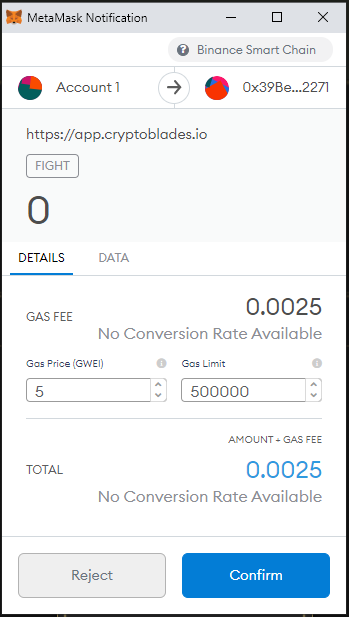 MetaMask Notification
Binance Smart Chain
Account 1
0x39Be...2271
https://app.cryptoblades.io
FIGHT
0
DETAILS
DATA
GAS FEE
0.0025
No Conversion Rate Available
Gas Price (GWEI)
Gas Limit
5
500000
AMOUNT + GAS FEE
TOTAL
0.0025
No Conversion Rate Available
Reject
Confirm